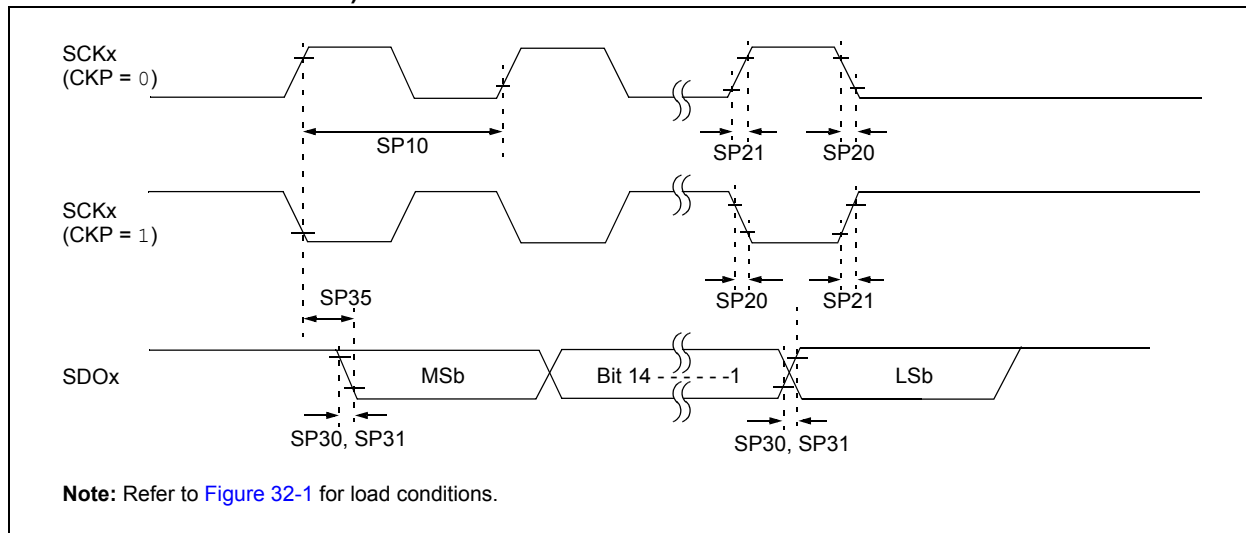 SCKx
(CKP = 0)
SP10
SP21
SP20
SCKx
(CKP = 1)
SP20
SP21
SP35
SDOx
MSb
Bit 14 - - - - - -1
LSb
SP30, SP31
SP30, SP31
Note: Refer to Figure 32-1 for load conditions.